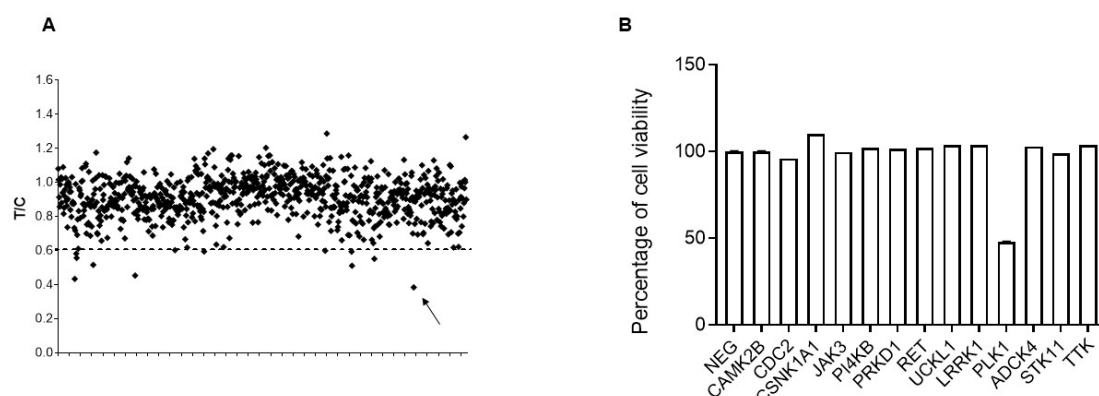 A
T/C
1.6
1.4
1.2
1.0
0.8
0.6
0.4
0.2
0.0
B
Percentage of cell viability
150
100
50
0
NEG
CAMK2B
CDC2
CSNK1A1
JAK3
PI4KB
PRKD1
RET
UCKL1
LRRK1
PLK1
ADCK4
STK11
TTK